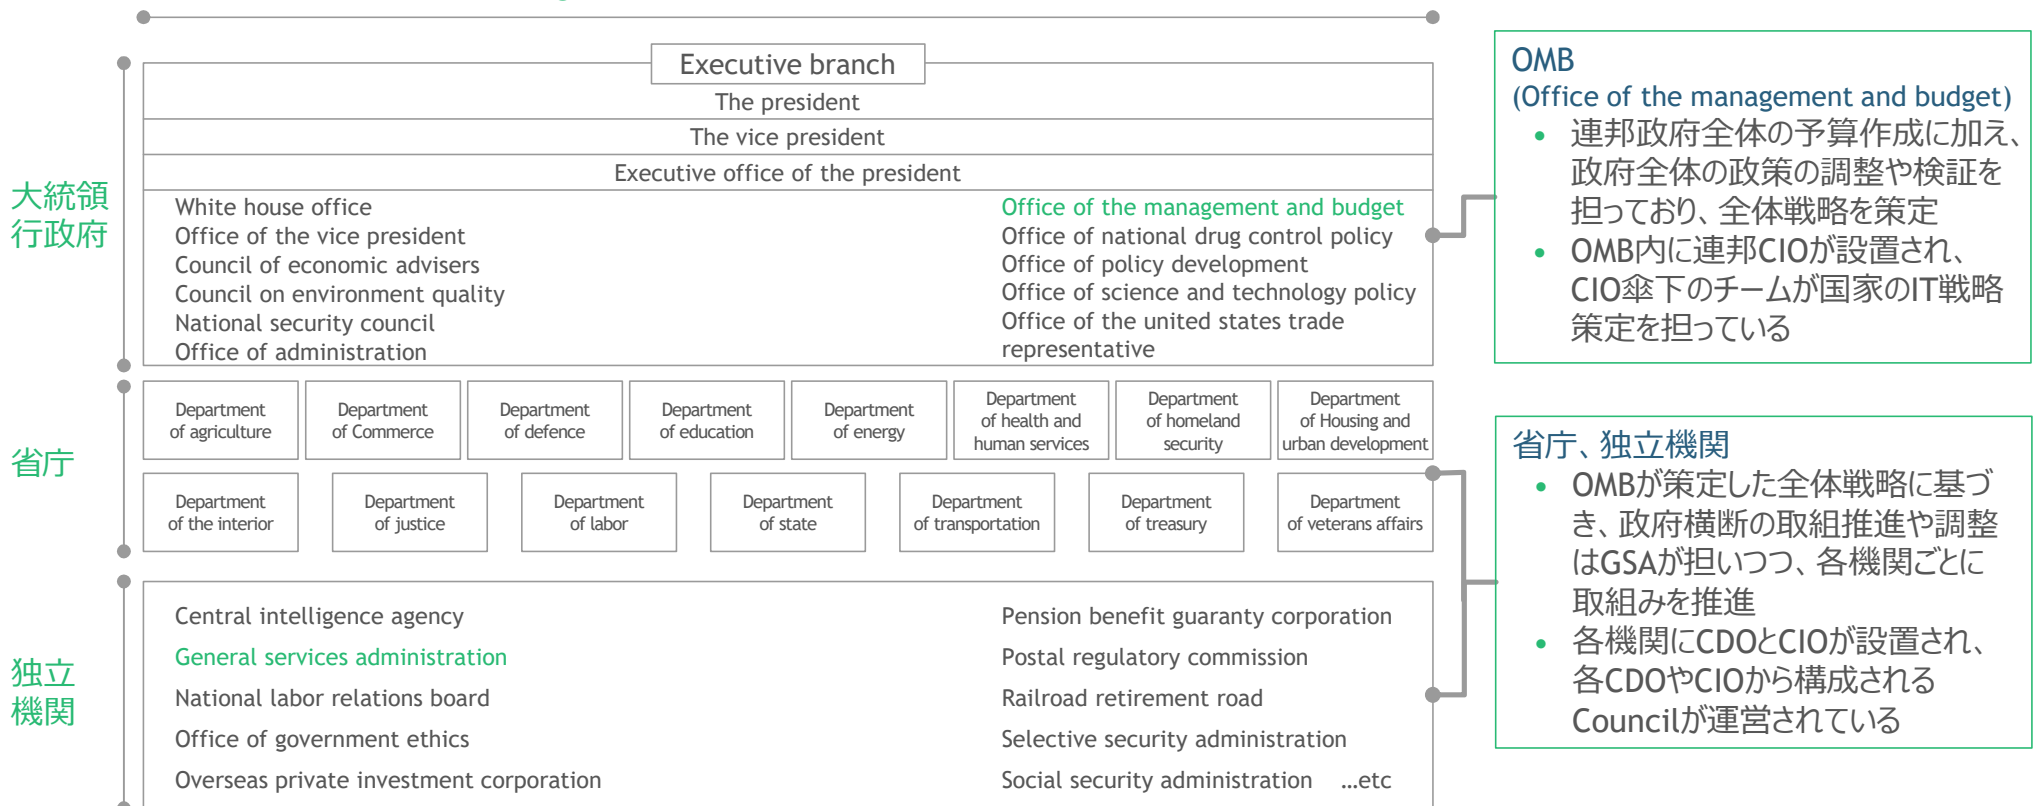 Executive branch
The president
The vice president
Executive office of the president
大統領
行政府
White house office
Office of the vice president
Council of economic advisers
Council on environment quality
National security council
Office of administration
Office of the management and budget
Office of national drug control policy
Office of policy development
Office of science and technology policy
Office of the united states trade
representative
OMB
(Office of the management and budget)
• 連邦政府全体の予算作成に加え、
政府全体の政策の調整や検証を
担っており、全体戦略を策定
• OMB内に連邦CIOが設置され、
CIO傘下のチームが国家のIT戦略
策定を担っている
省庁
Department
of agriculture
Department
of Commerce
Department
of defence
Department
of education
Department
of energy
Department
of health and
human services
Department
of homeland
security
Department
of Housing and
urban development
Department
of the interior
Department
of justice
Department
of labor
Department
of state
Department
of transportation
Department
of treasury
Department
of veterans affairs
省庁、独立機関
• OMBが策定した全体戦略に基づ
き、政府横断の取組推進や調整
はGSAが担いつつ、各機関ごとに
取組みを推進
• 各機関にCDOとCIOが設置され、
各CDOやCIOから構成される
Councilが運営されている
独立
機関
Central intelligence agency
General services administration
National labor relations board
Office of government ethics
Overseas private investment corporation
Pension benefit guaranty corporation
Postal regulatory commission
Railroad retirement road
Selective security administration
Social security administration …etc